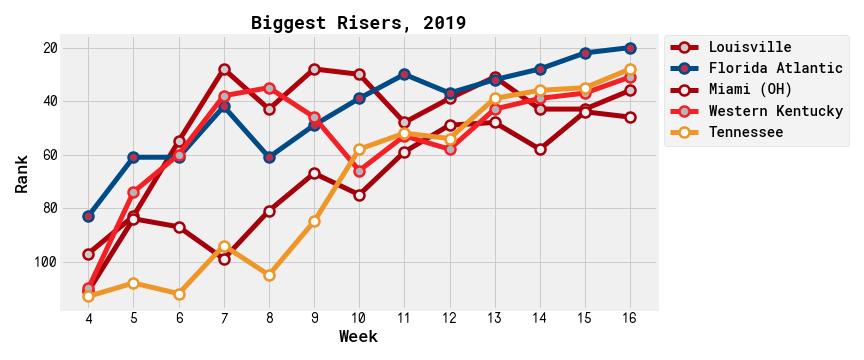 Biggest Risers, 2019
Louisville
Florida Atlantic
Miami (OH)
Western Kentucky
Tennessee
Rank
20
40
60
80
100
4 5 6 7 8 9 10 11 12 13 14 15 16
Week